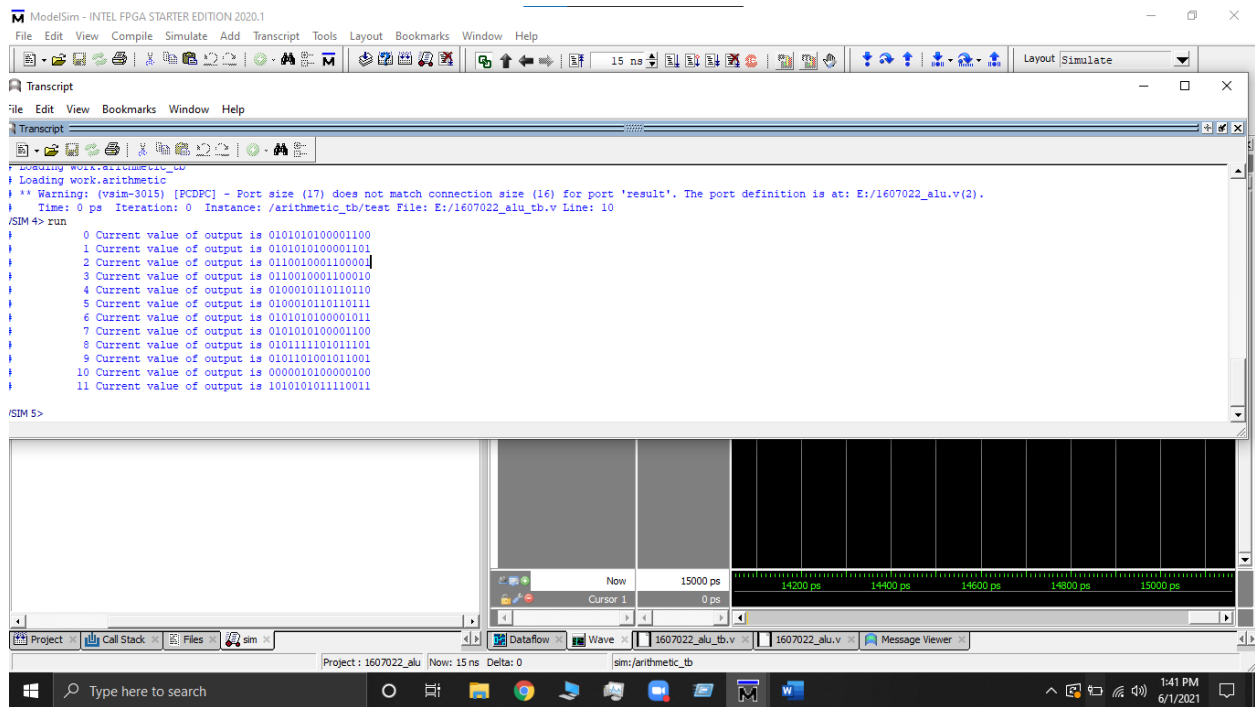 ModelSim - INTEL FPGA STARTER EDITION 2020.1
File Edit View Compile Simulate Add Transcript Tools Layout Bookmarks Window Help
15 ns Layout Simulate
Transcript
File Edit View Bookmarks Window Help
Transcript
# Loading work.arithmetic_tb
# Loading work.arithmetic
# ** Warning: (vsim-3015) [PCDPC] - Port size (17) does not match connection size (16) for port 'result'. The port definition is at: E:/1607022_alu.v(2).
# Time: 0 ps Iteration: 0 Instance: /arithmetic_tb/test File: E:/1607022_alu_tb.v Line: 10
VSIM 4> run
# 0 Current value of output is 0101010100001100
# 1 Current value of output is 0101010100001101
# 2 Current value of output is 0110010001100001
# 3 Current value of output is 0110010001100010
# 4 Current value of output is 0100010110110110
# 5 Current value of output is 0100010110110111
# 6 Current value of output is 0101010100001011
# 7 Current value of output is 0101010100001100
# 8 Current value of output is 0101111101011101
# 9 Current value of output is 0101101001011001
# 10 Current value of output is 0000010100000100
# 11 Current value of output is 1010101011110011
VSIM 5>
Now 15000 ps 14200 ps 14400 ps 14600 ps 14800 ps 15000 ps
Cursor 1 0 ps
Project Call Stack Files sim Dataflow Wave 1607022_alu_tb.v 1607022_alu.v Message Viewer
Project : 1607022_alu Now: 15 ns Delta: 0 sim:/arithmetic_tb
Type here to search
1:41 PM
6/1/2021